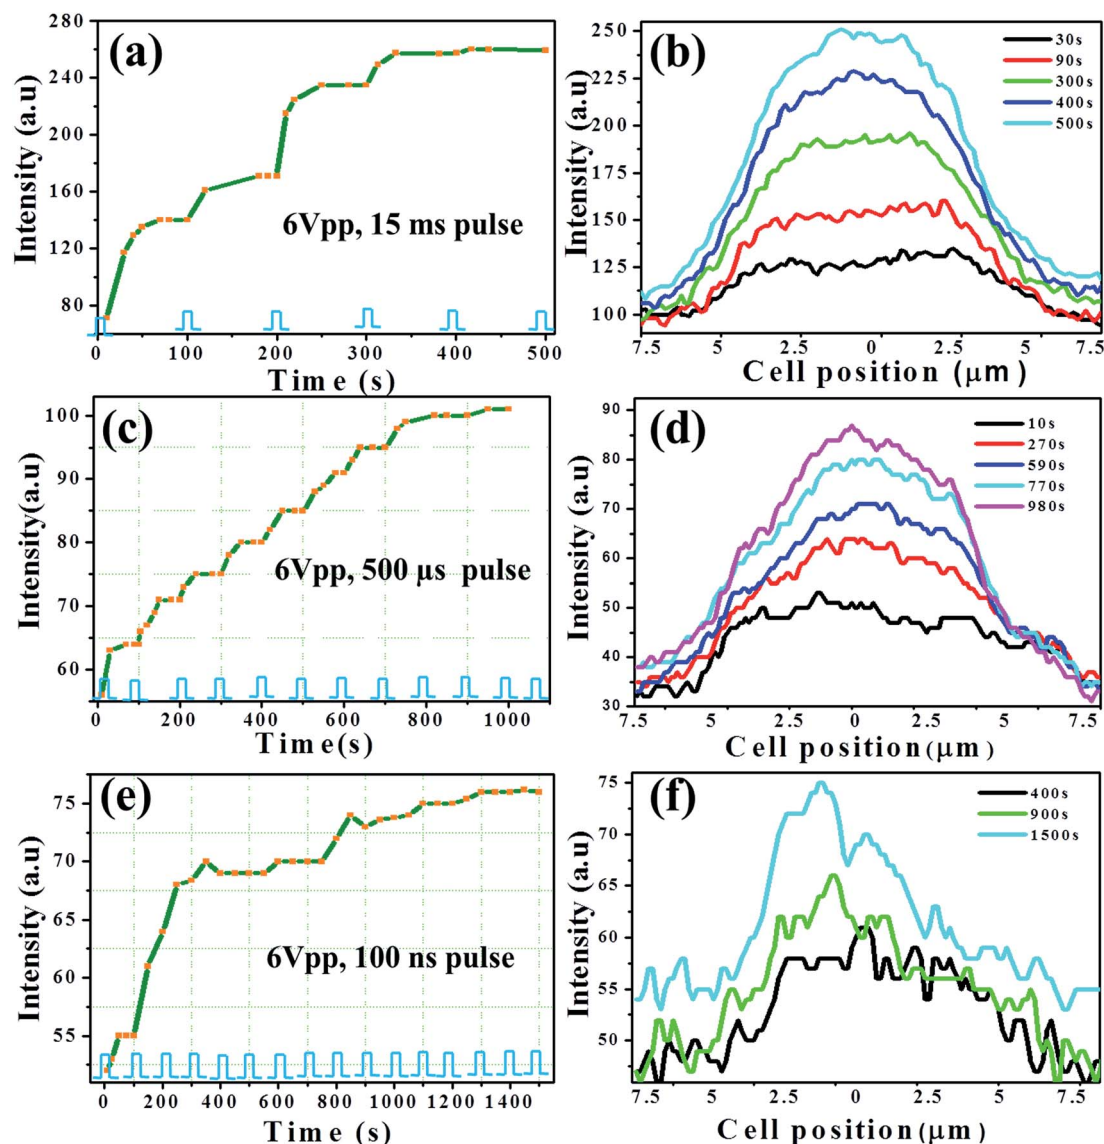 (a)
280
240
200
160
120
80
Intensity (a.u)
6Vpp, 15 ms pulse
0 100 200 300 400 500
Time (s)
(b)
250
225
200
175
150
125
100
Intensity (a.u)
30s
90s
300s
400s
500s
7.5 5 2.5 0 2.5 5 7.5
Cell position (μm)
(c)
100
90
80
70
60
Intensity(a.u)
6Vpp, 500 μs pulse
0 200 400 600 800 1000
Time(s)
(d)
90
80
70
60
50
40
30
Intensity (a.u)
10s
270s
590s
770s
980s
7.5 5 2.5 0 2.5 5 7.5
Cell position(μm)
(e)
75
70
65
60
55
Intensity (a.u)
6Vpp, 100 ns pulse
0 200 400 600 800 1000 1200 1400
Time (s)
(f)
75
70
65
60
55
50
Intensity (a.u)
400s
900s
1500s
7.5 5 2.5 0 2.5 5 7.5
Cell position (μm)